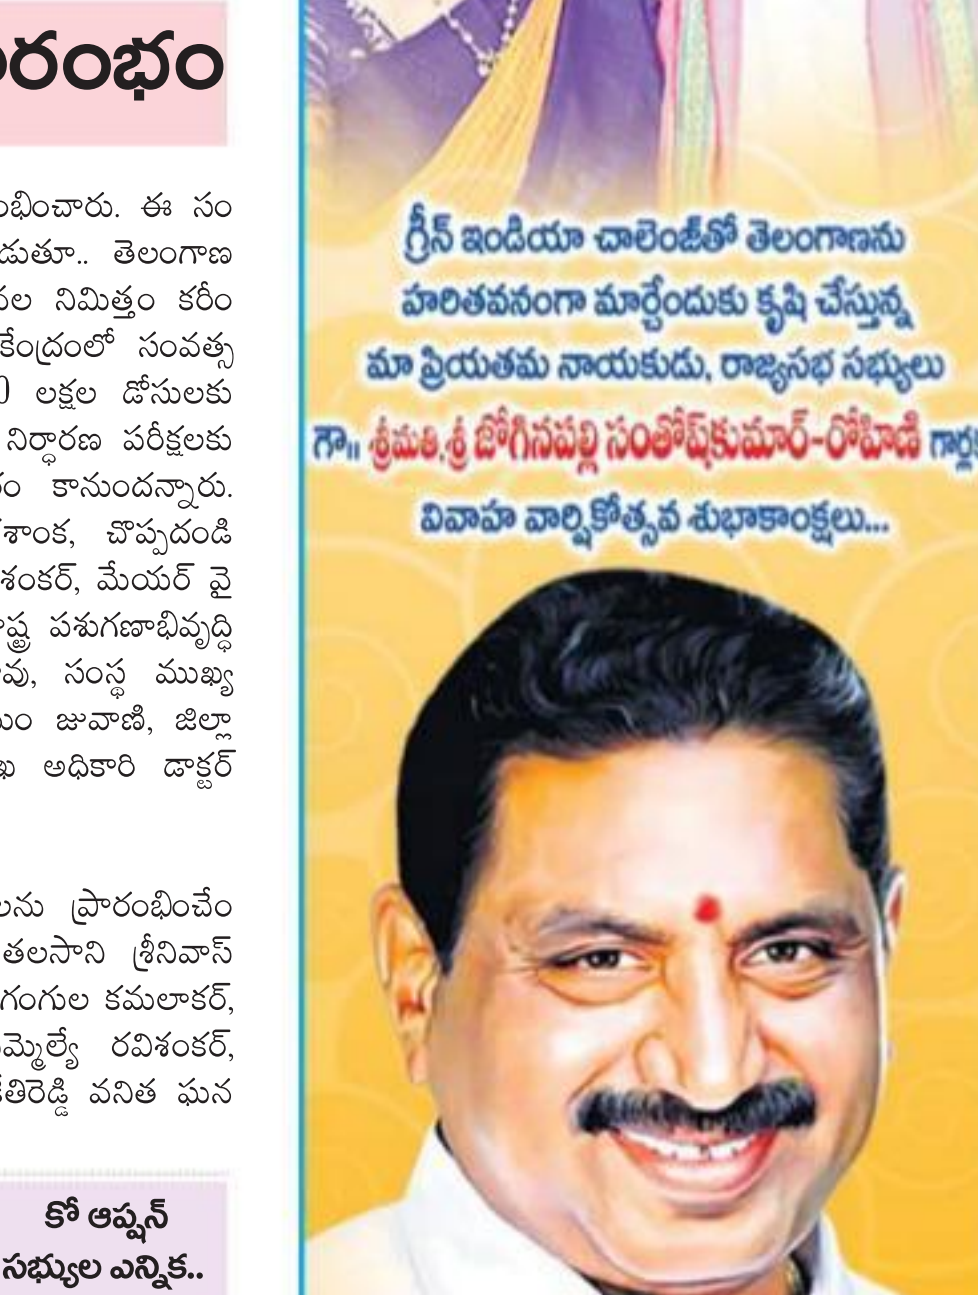 రంభం
ంభించారు. ఈ సం
డుతూ.. తెలంగాణ
నిమిత్తం కరీం
కేంద్రంలో సంవత్స
0 లక్షల డోసులకు
నిర్ధారణ పరీక్షలకు
కానుందన్నారు.
శాంక, చొప్పదండి
శంకర్, మేయర్ వై
పశుగణాభివృద్ధి
వు, సంస్థ ముఖ్య
జువాణి, జిల్లా
అధికారి డాక్టర్
లను ప్రారంభించేం
తలసాని శ్రీనివాస్
గంగుల కమలాకర్,
మ్మెల్యే రవిశంకర్,
కేతిరెడ్డి వనిత ఘన
కో ఆప్షన్
సభ్యుల ఎన్నిక..
గ్రీన్ ఇండియా చాలెంజ్‌తో తెలంగాణను
హరితవనంగా మార్చేందుకు కృషి చేస్తున్న
మా ప్రియతమ నాయకుడు, రాజ్యసభ సభ్యులు
గౌ॥ శ్రీమతి,శ్రీ జోగినపల్లి సంతోష్‌కుమార్-రోహిణి గార్లకు
వివాహ వార్షికోత్సవ శుభాకాంక్షలు...